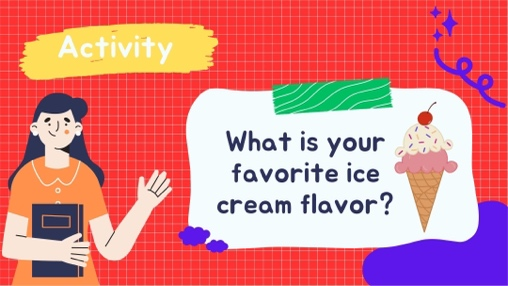 Activity
What is your
favorite ice
cream flavor?